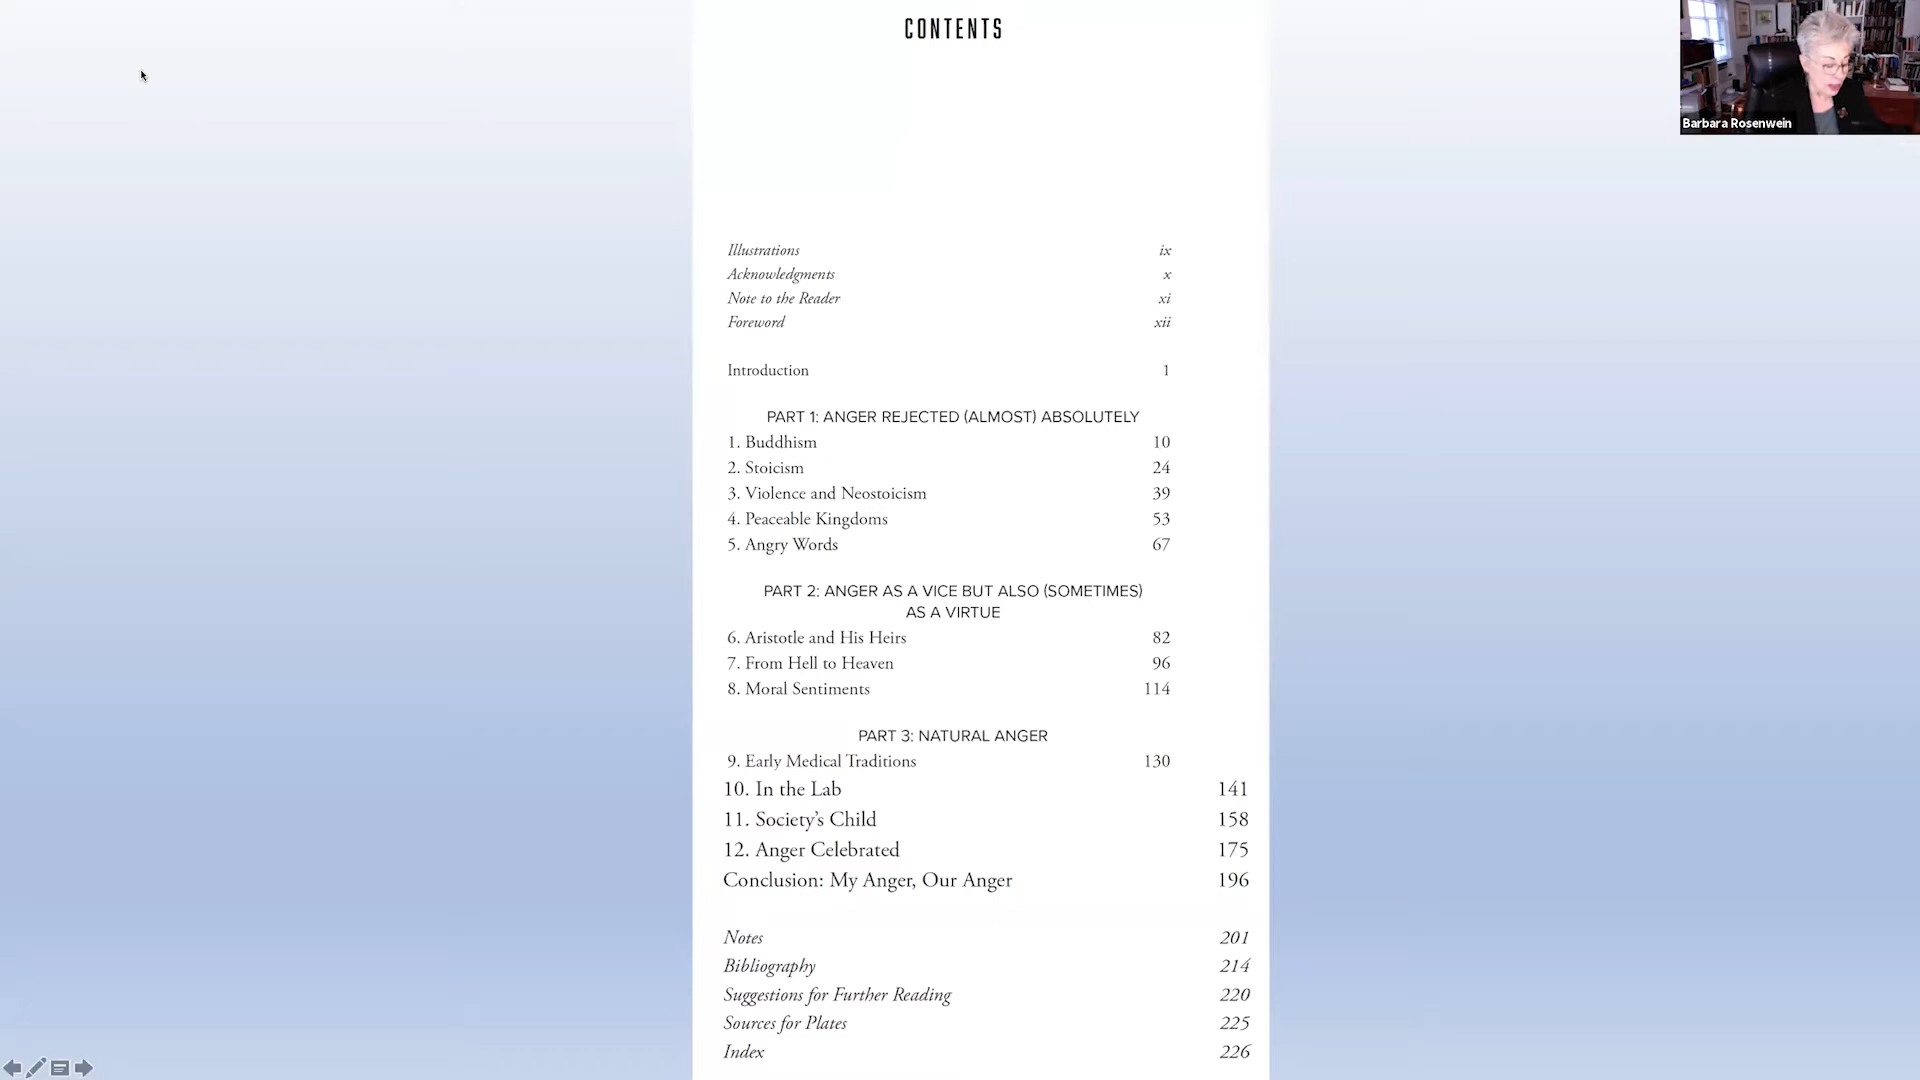 CONTENTS
Barbara Rosenwein
Illustrations ix
Acknowledgments x
Note to the Reader xi
Foreword xii
Introduction 1
PART 1: ANGER REJECTED (ALMOST) ABSOLUTELY
1. Buddhism 10
2. Stoicism 24
3. Violence and Neostoicism 39
4. Peaceable Kingdoms 53
5. Angry Words 67
PART 2: ANGER AS A VICE BUT ALSO (SOMETIMES)
AS A VIRTUE
6. Aristotle and His Heirs 82
7. From Hell to Heaven 96
8. Moral Sentiments 114
PART 3: NATURAL ANGER
9. Early Medical Traditions 130
10. In the Lab 141
11. Society’s Child 158
12. Anger Celebrated 175
Conclusion: My Anger, Our Anger 196
Notes 201
Bibliography 214
Suggestions for Further Reading 220
Sources for Plates 225
Index 226